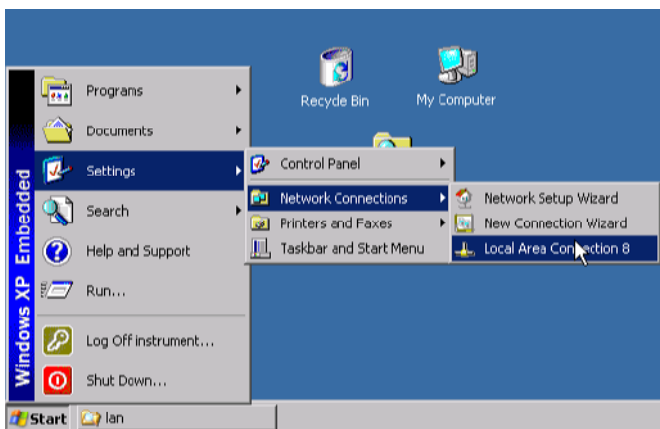 Recycle Bin
My Computer
Programs
Documents
Settings
Search
Help and Support
Run...
Log Off instrument...
Shut Down...
Windows XP Embedded
Control Panel
Network Connections
Printers and Faxes
Taskbar and Start Menu
Network Setup Wizard
New Connection Wizard
Local Area Connection 8
Start
lan